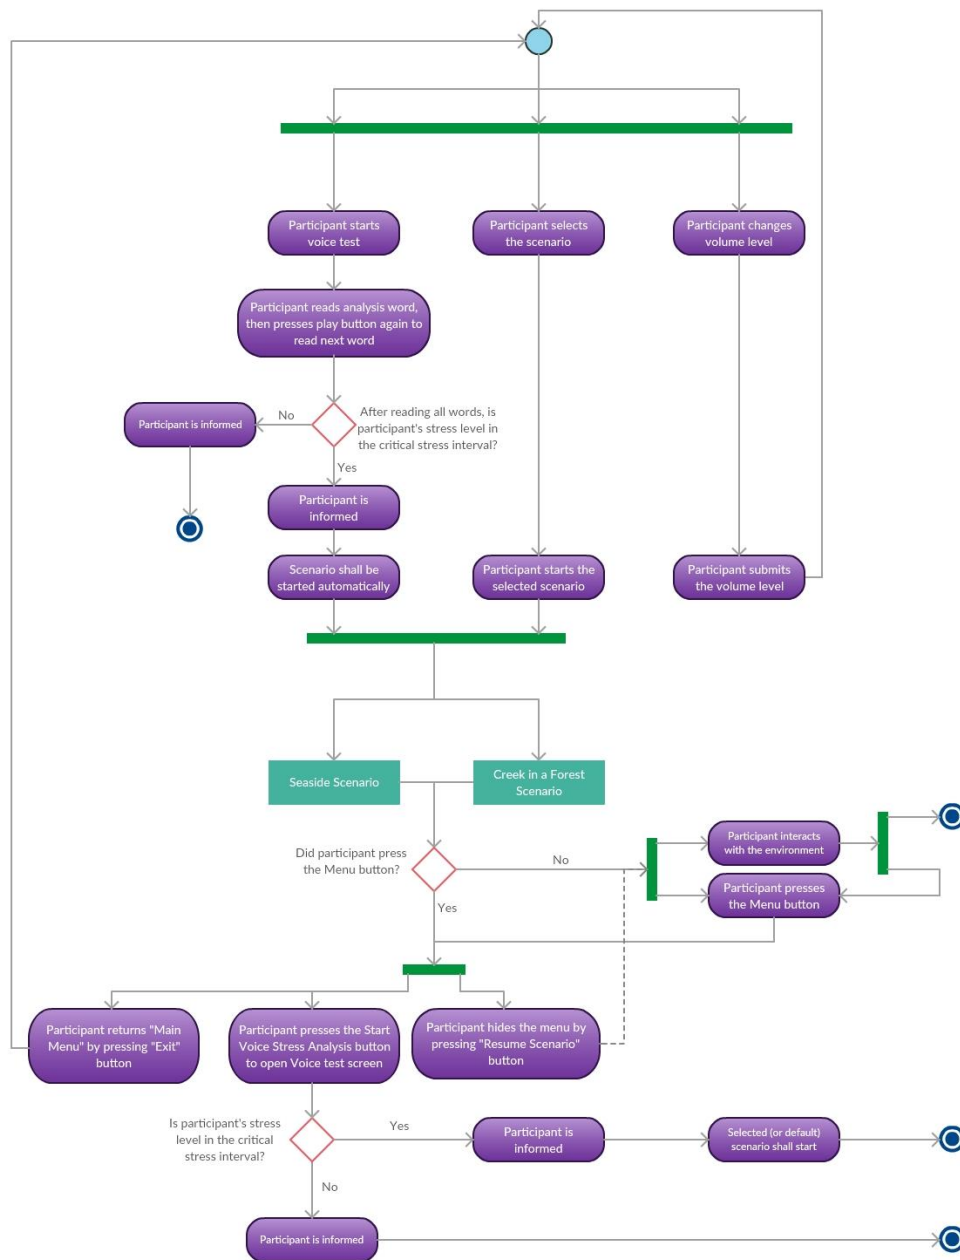 Participant starts
voice test
Participant selects
the scenario
Participant changes
volume level
Participant reads analysis word,
then presses play button again to
read next word
After reading all words, is
participant's stress level in
the critical stress interval?
No
Participant is informed
Yes
Participant is
informed
Scenario shall be
started automatically
Participant starts the
selected scenario
Participant submits
the volume level
Seaside Scenario
Creek in a Forest
Scenario
Did participant press
the Menu button?
No
Participant interacts
with the environment
Participant presses
the Menu button
Yes
Participant returns "Main
Menu" by pressing "Exit"
button
Participant presses the Start
Voice Stress Analysis button
to open Voice test screen
Participant hides the menu by
pressing "Resume Scenario"
button
Is participant's stress
level in the critical
stress interval?
Yes
Participant is
informed
Selected (or default)
scenario shall start
No
Participant is informed